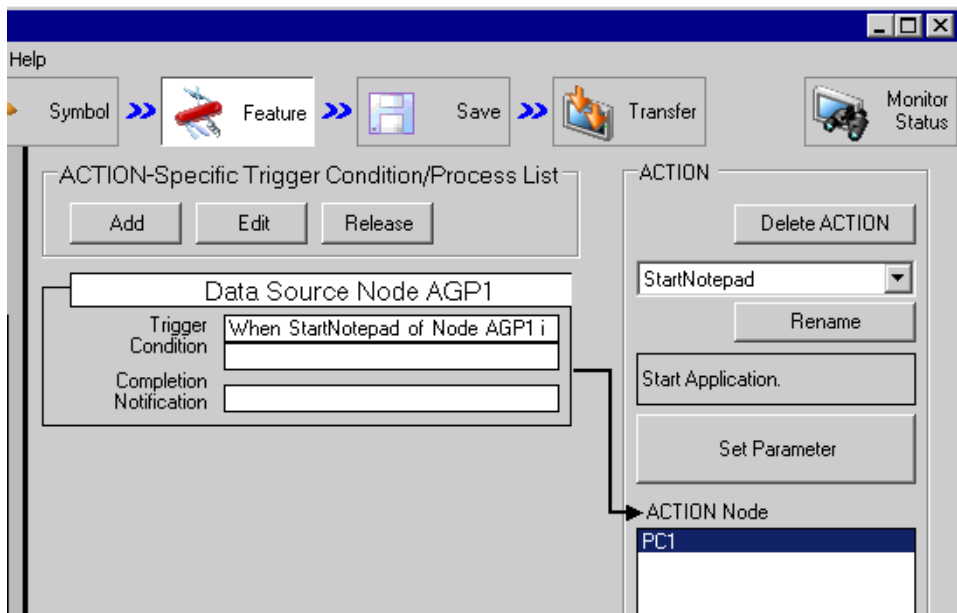 Help
Symbol
Feature
Save
Transfer
Monitor
Status
ACTION-Specific Trigger Condition/Process List
Add
Edit
Release
Data Source Node AGP1
Trigger
Condition
When StartNotepad of Node AGP1 i
Completion
Notification
ACTION
Delete ACTION
StartNotepad
Rename
Start Application.
Set Parameter
ACTION Node
PC1